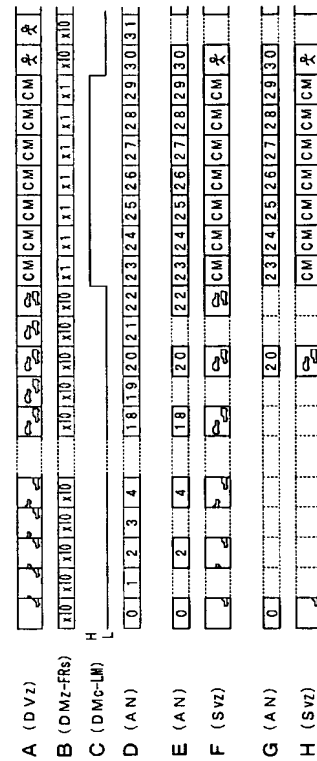 A (DVz) CM CM CM CM CM CM CM
B (DMz-FRs) x10 x10 x10 x10 x10 x10 x10 x10 x10 x10 x1 x1 x1 x1 x1 x1 x1 x10 x10
C (DMc-LM) H L
D (AN) 0 1 2 3 4 18 19 20 21 22 23 24 25 26 27 28 29 30 31
E (AN) 0 2 4 18 20 22 23 24 25 26 27 28 29 30
F (Svz) CM CM CM CM CM CM CM
G (AN) 0 20 23 24 25 26 27 28 29 30
H (Svz) CM CM CM CM CM CM CM